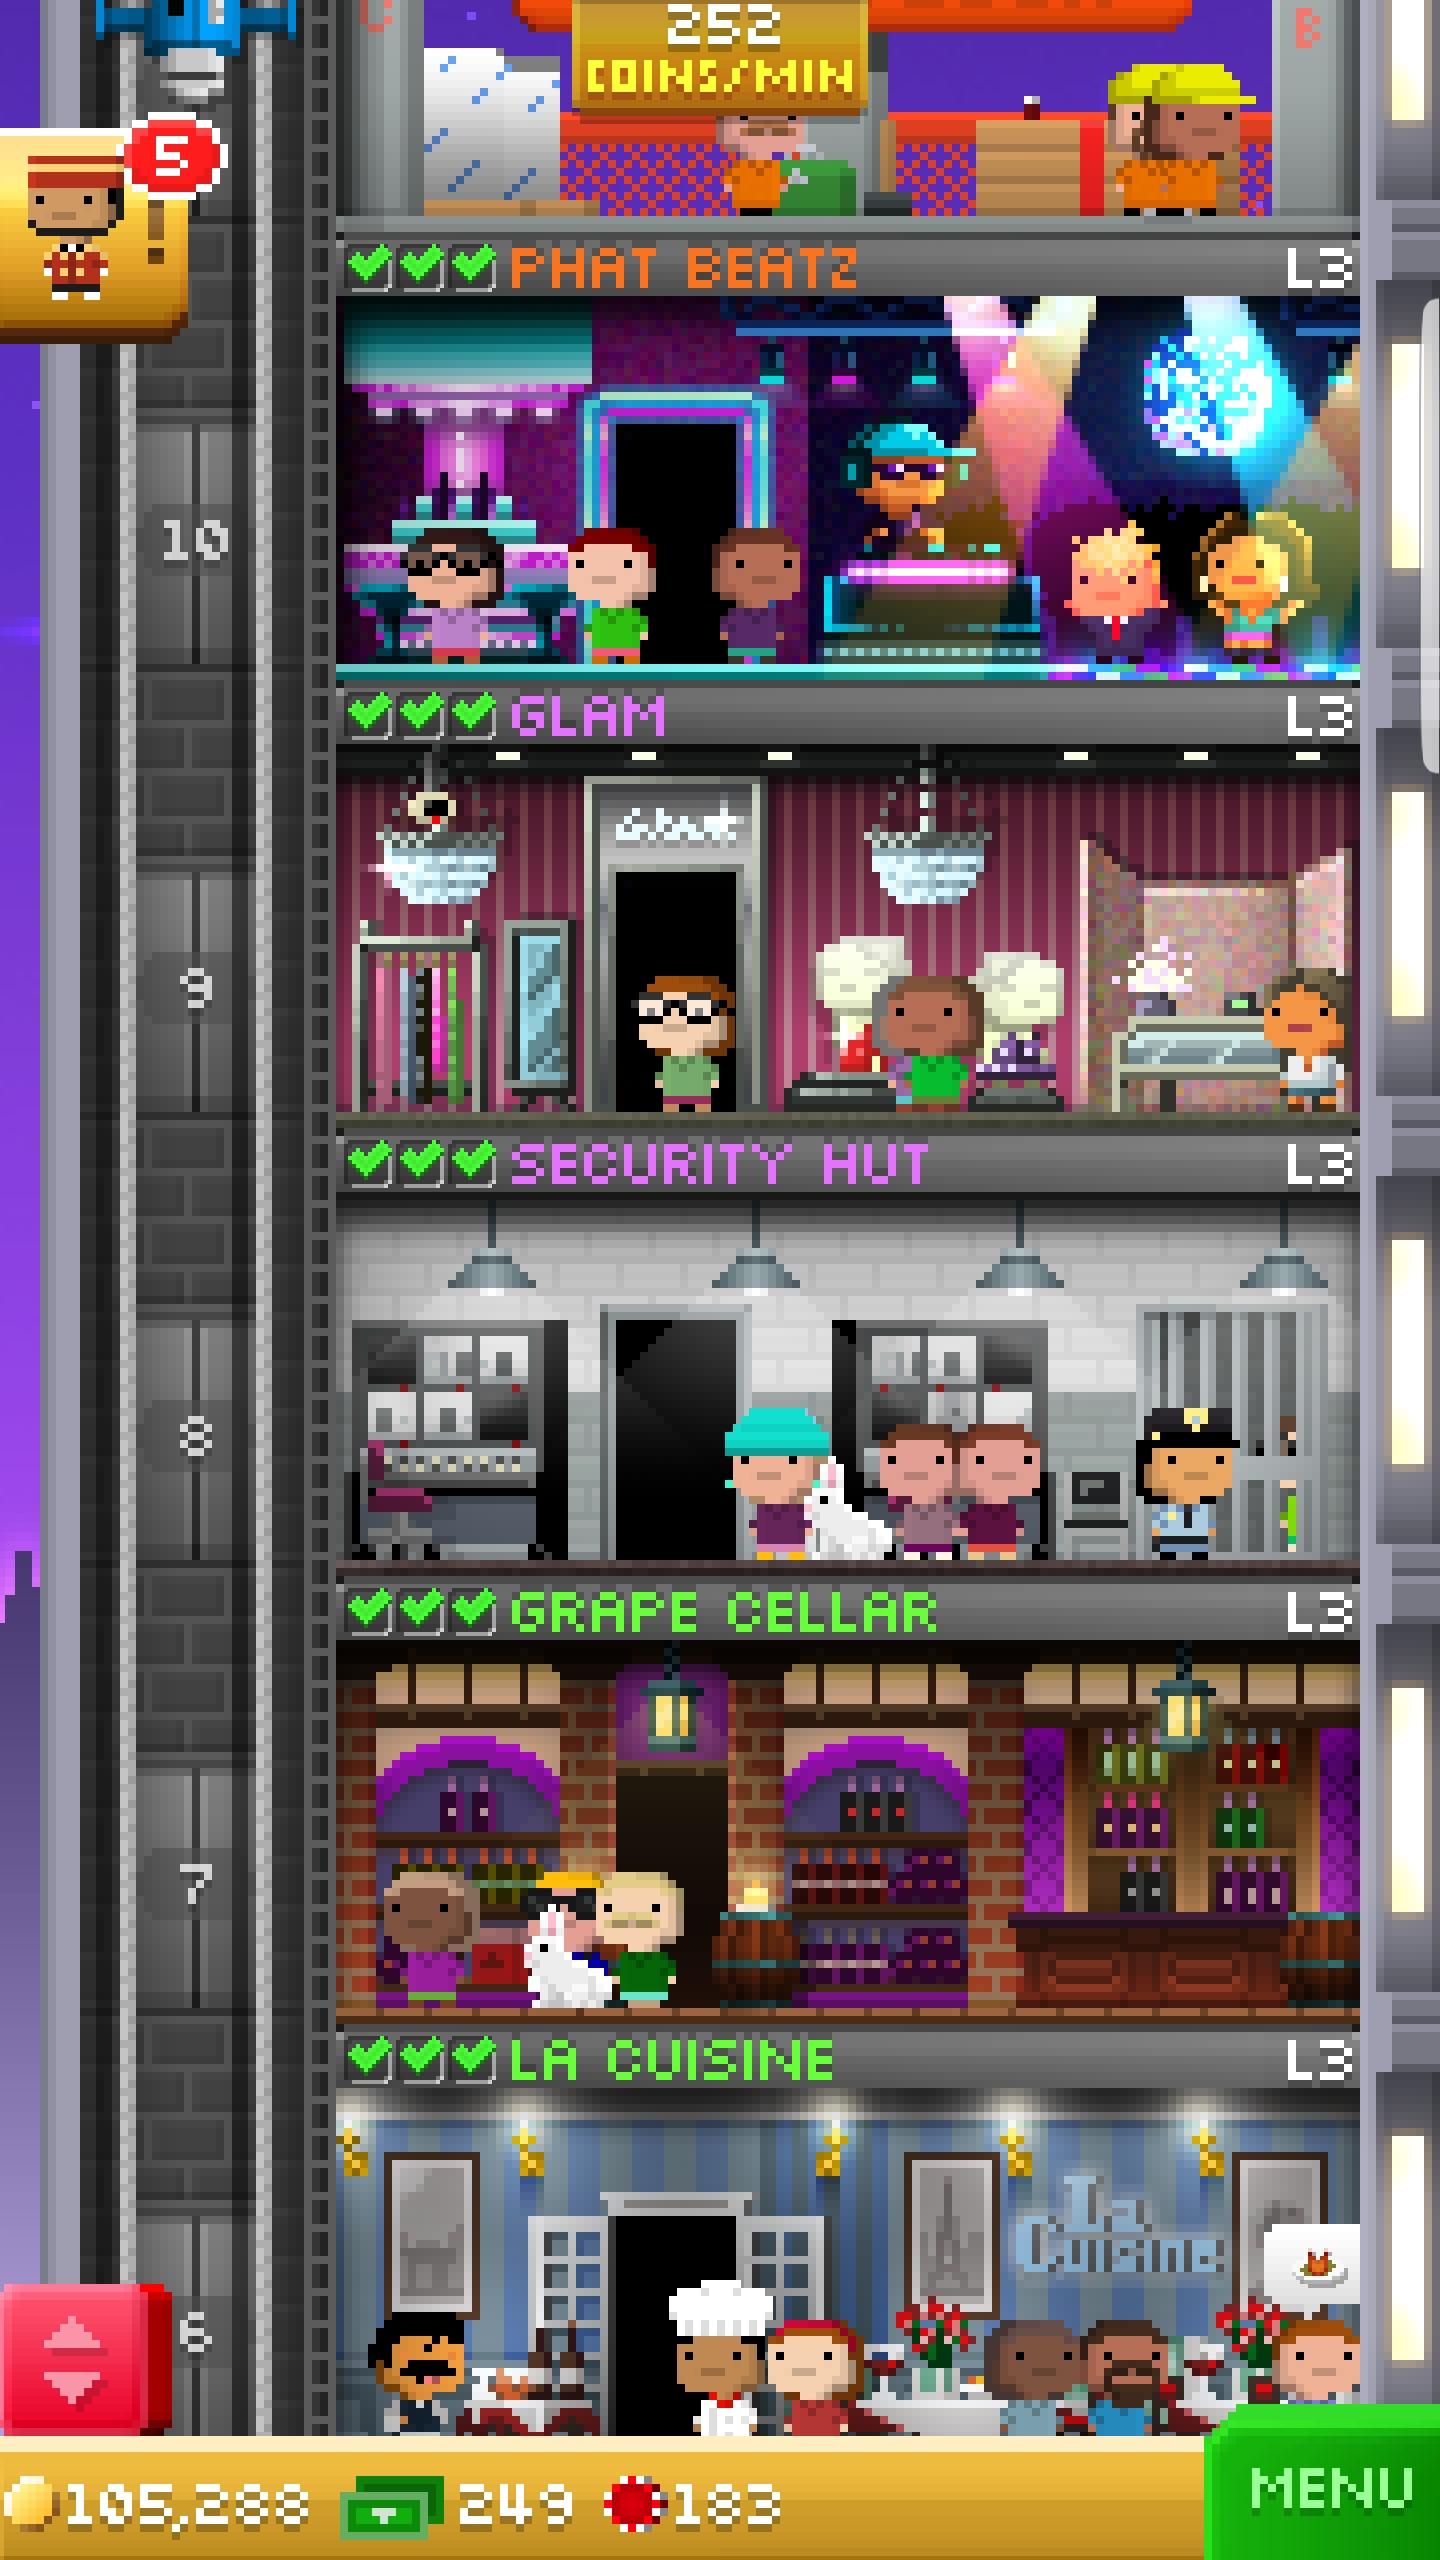 252
COINS/MIN
B
5
!
PHAT BEATZ L3
10
GLAM L3
9
SECURITY HUT L3
8
GRAPE CELLAR L3
7
LA CUISINE L3
La
Cuisine
6
105,288 249 183
MENU